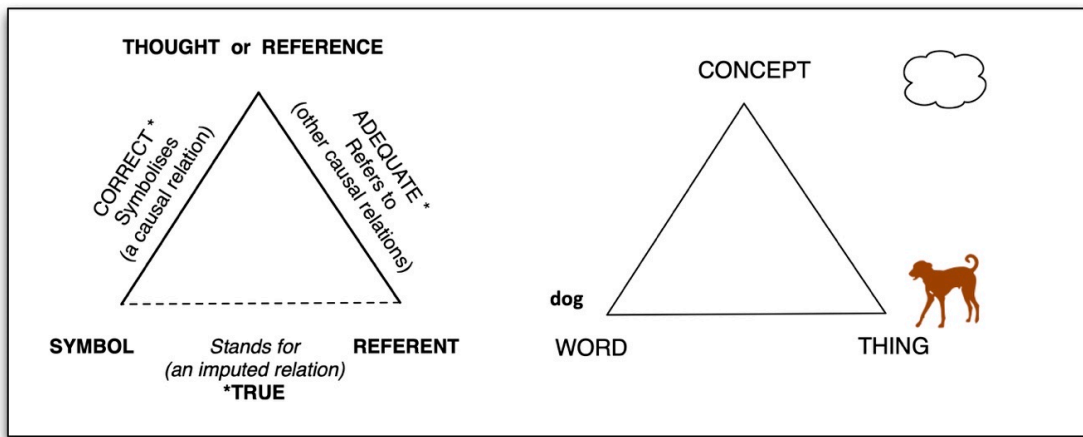 THOUGHT or REFERENCE
CORRECT *
Symbolises
(a causal relation)
ADEQUATE *
Refers to
(other causal relations)
SYMBOL
Stands for
(an imputed relation)
*TRUE
REFERENT
CONCEPT
dog
WORD
THING